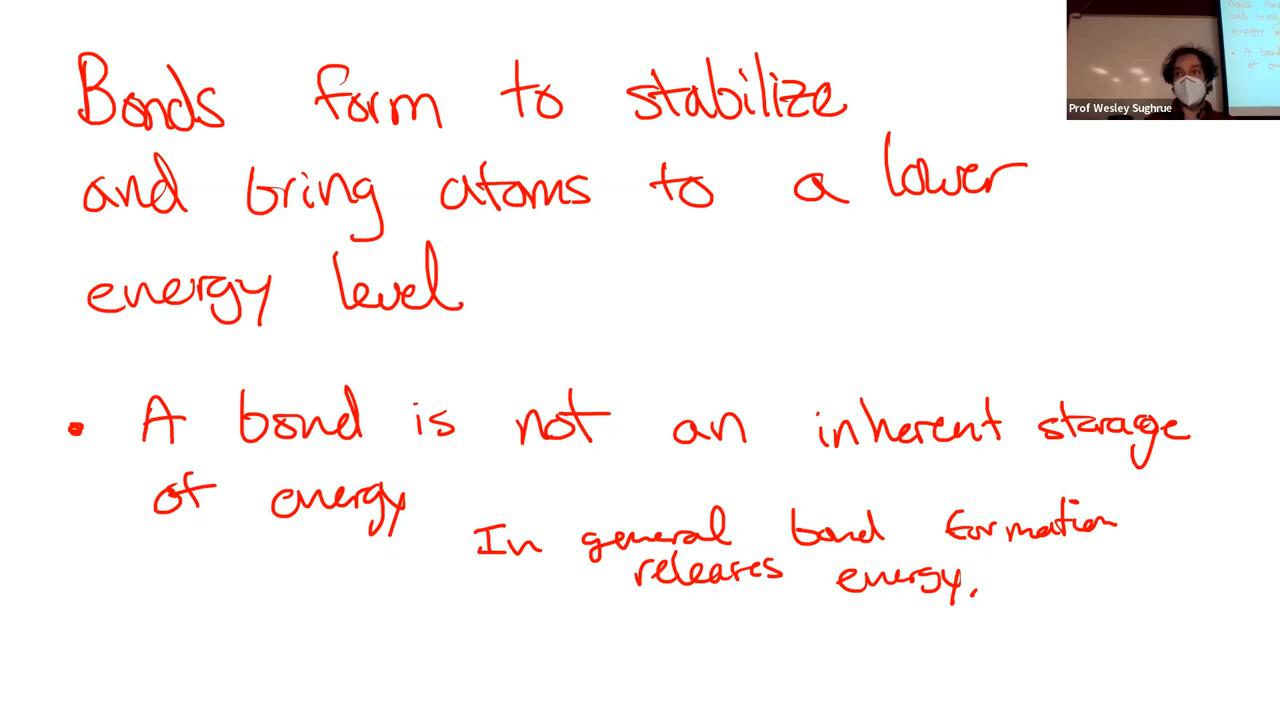 Bonds form to stabilize
and bring atoms to a lower
energy level
• A bond is not an inherent storage
of energy
In general bond formation
releases energy.
Prof Wesley Sughrue